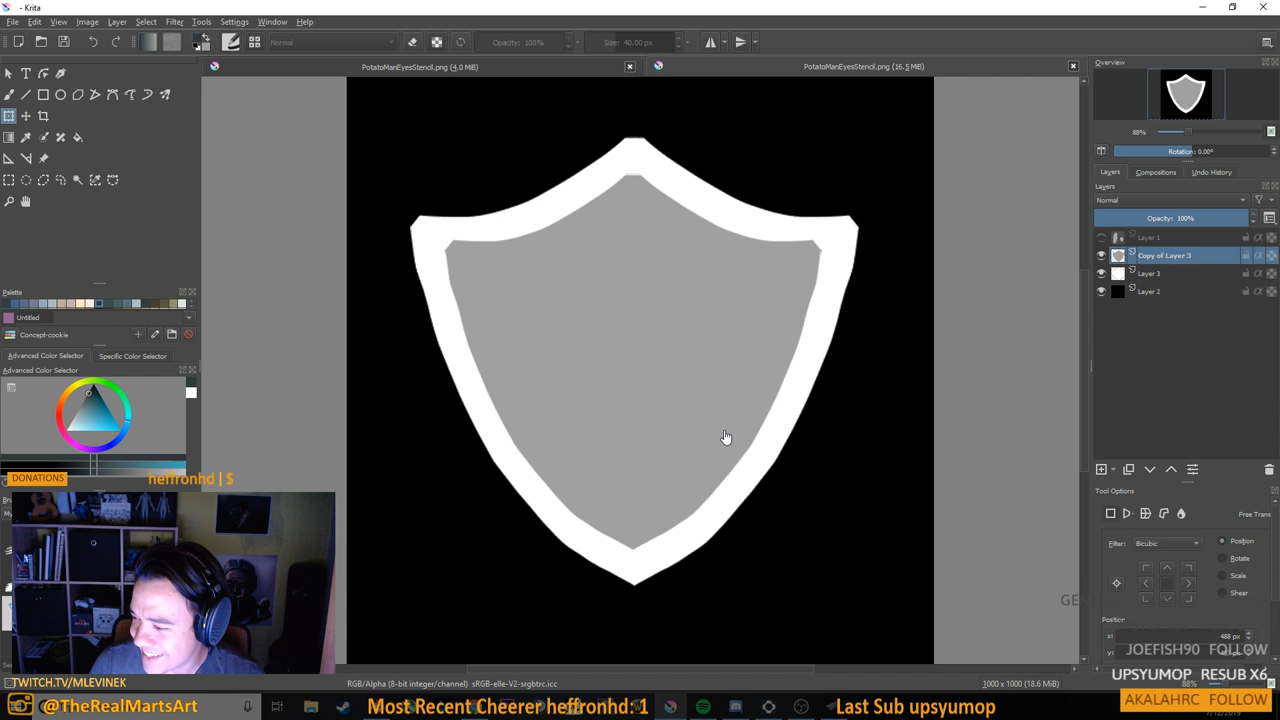 - Krita
File Edit View Image Layer Select Filter Tools Settings Window Help
Normal Opacity: 100% Size: 40.00 px
PotatoManEyesStencil.png (4.0 MiB) PotatoManEyesStencil.png (16.5 MiB)
Overview
88%
Rotation: 0.00°
Layers Compositions Undo History
Layers
Normal
Opacity: 100%
Layer 1
Copy of Layer 3
Layer 3
Layer 2
Palette
Untitled
Concept-cookie
Advanced Color Selector Specific Color Selector
Advanced Color Selector
DONATIONS heffronhd | $
Tool Options
Free Trans
Filter: Bicubic Position
Rotate
Scale
Shear
Position
x: 488 px
y:
JOEFISH90 FOLLOW
UPSYUMOP RESUB X6
AKALAHRC FOLLOW
TWITCH.TV/MLEVINEK
RGB/Alpha (8-bit integer/channel) sRGB-elle-V2-srgbtrc.icc 1000 x 1000 (18.6 MiB) 88%
@TheRealMartsArt Most Recent Cheerer heffronhd: 1 Last Sub upsyumop